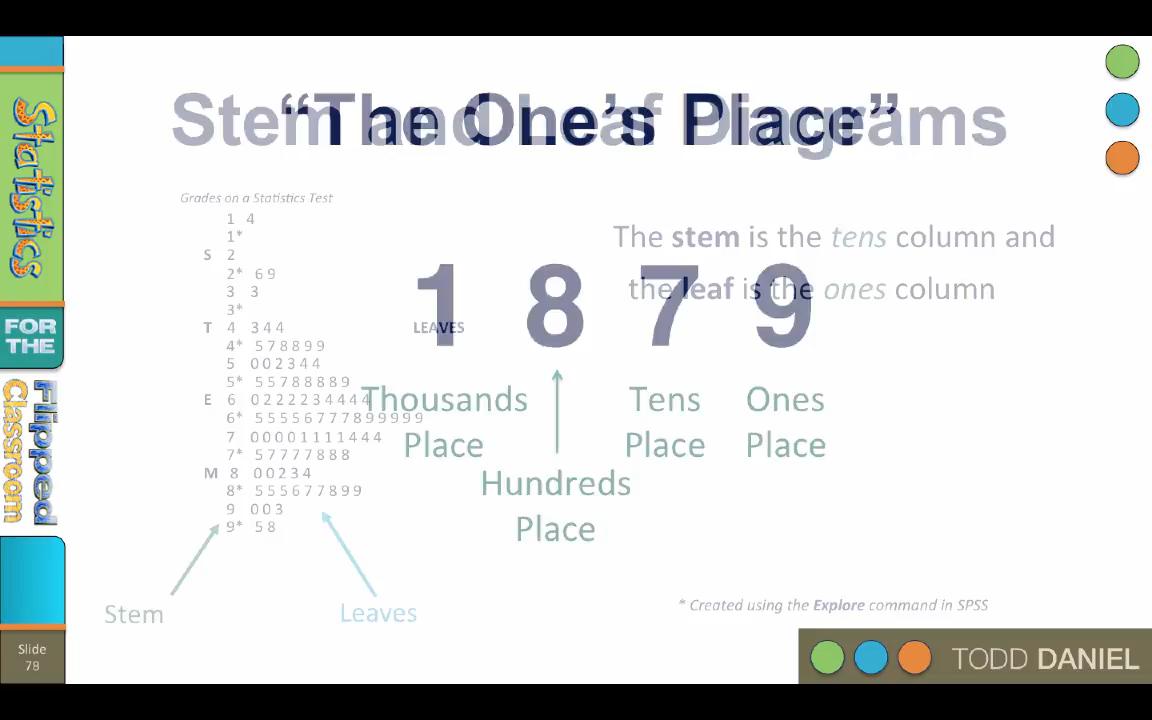 Statistics
FOR THE
Flipped
Classroom
Slide
78
Stem and Leaf Diagrams
“The One’s Place”
Grades on a Statistics Test
1 4
1*
S 2
2* 6 9
3 3
3*
T 4 3 4 4
4* 5 7 8 8 9 9
5 0 0 2 3 4 4
5* 5 5 7 8 8 8 8 9
E 6 0 2 2 2 2 3 4 4 4 4
6* 5 5 5 5 6 7 7 7 8 9 9 9 9 9 9
7 0 0 0 0 1 1 1 1 4 4 4
7* 5 7 7 7 7 8 8 8
M 8 0 0 2 3 4
8* 5 5 5 6 7 7 8 9 9
9 0 0 3
9* 5 8
LEAVES
Stem
Leaves
The stem is the tens column and
the leaf is the ones column
1 8 7 9
Thousands
Place
Hundreds
Place
Tens
Place
Ones
Place
* Created using the Explore command in SPSS
TODD DANIEL